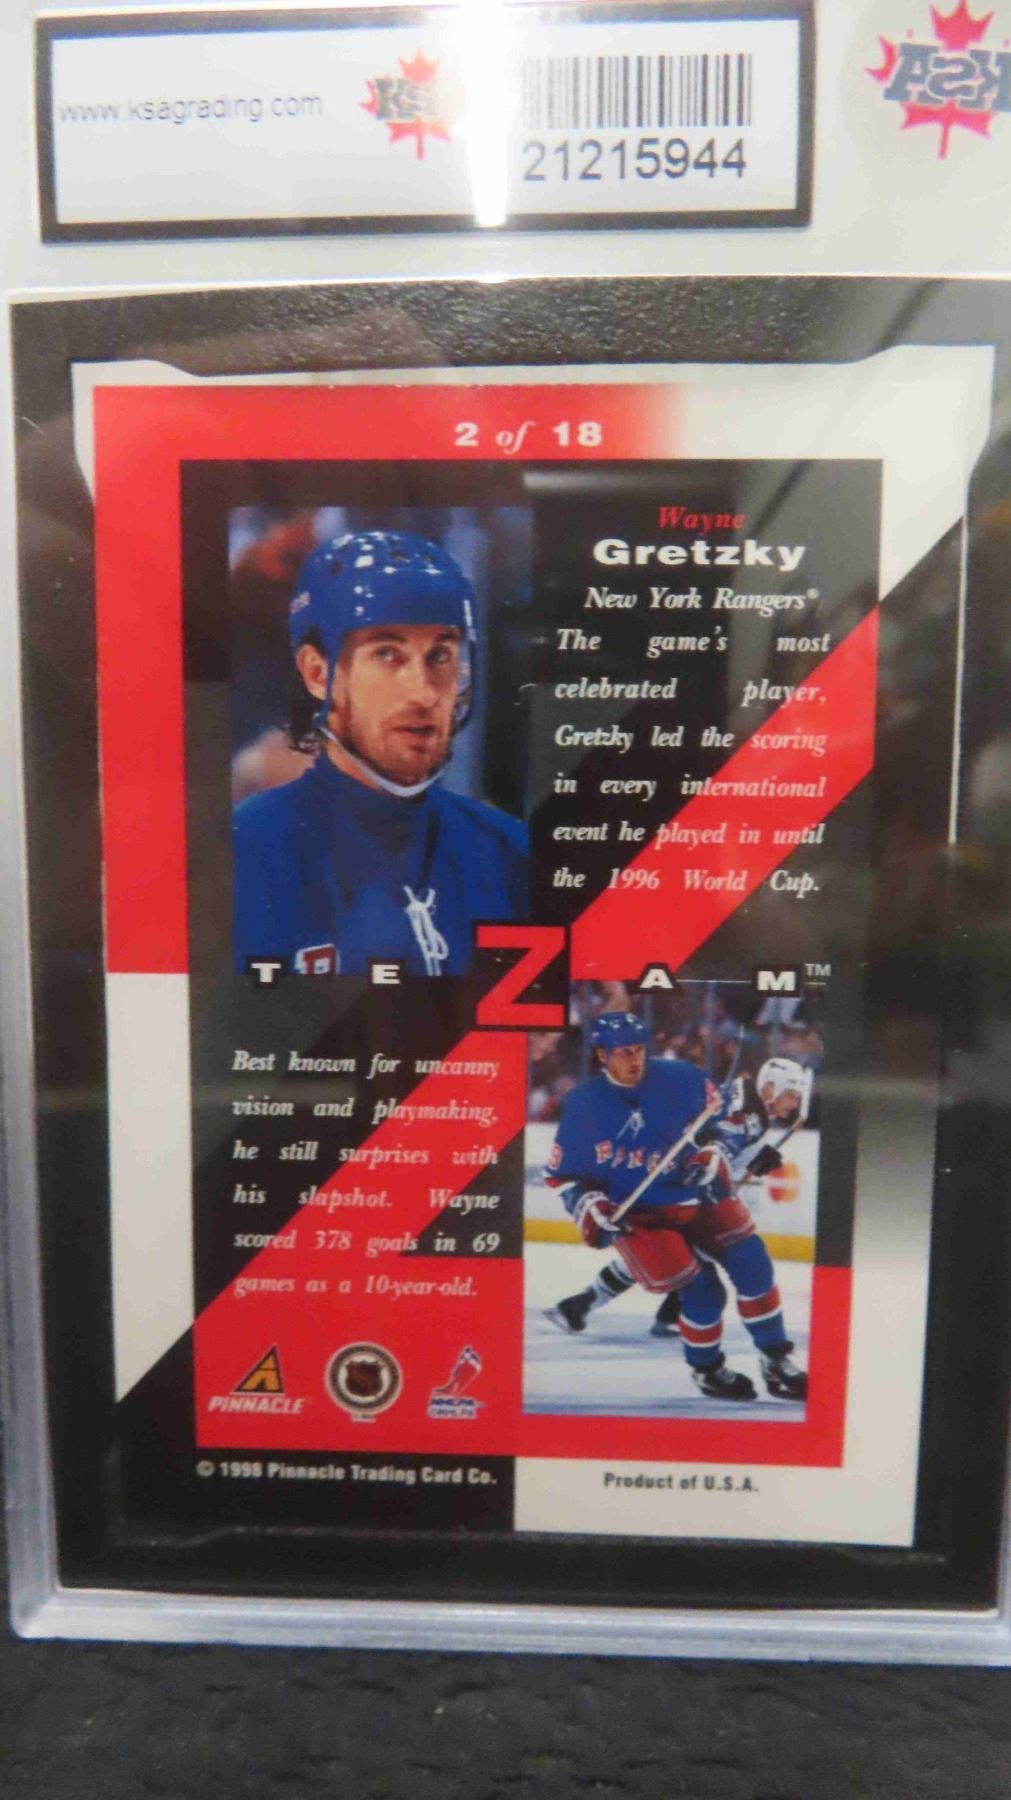 www.ksagrading.com
KSA
21215944
KSA
2 of 18
Wayne
Gretzky
New York Rangers®
The game's most
celebrated player,
Gretzky led the scoring
in every international
event he played in until
the 1996 World Cup.
TEZAM™
Best known for uncanny
vision and playmaking,
he still surprises with
his slapshot. Wayne
scored 378 goals in 69
games as a 10-year-old.
PINNACLE
NHLPA
© 1998 Pinnacle Trading Card Co.
Product of U.S.A.